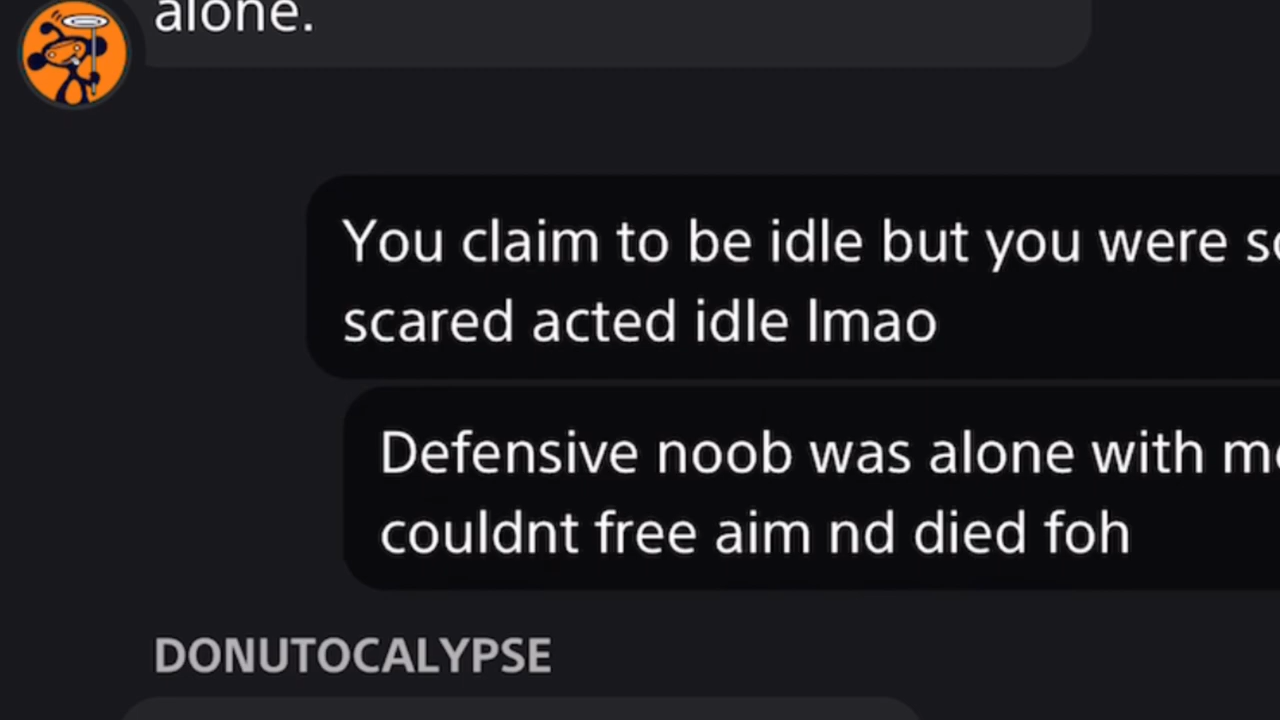 alone.
You claim to be idle but you were
scared acted idle lmao
Defensive noob was alone with
couldnt free aim nd died foh
DONUTOCALYPSE